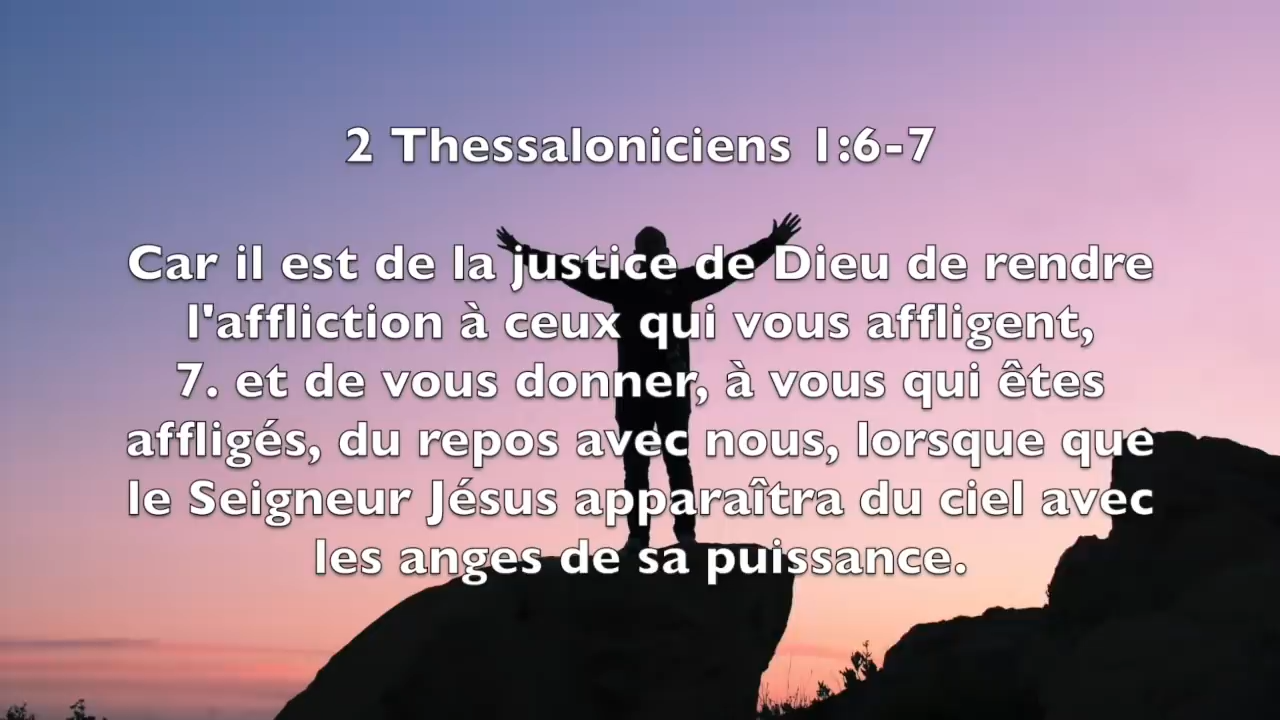 2 Thessaloniciens 1:6-7
Car il est de la justice de Dieu de rendre
l'affliction à ceux qui vous affligent,
7. et de vous donner, à vous qui êtes
affligés, du repos avec nous, lorsque que
le Seigneur Jésus apparaîtra du ciel avec
les anges de sa puissance.